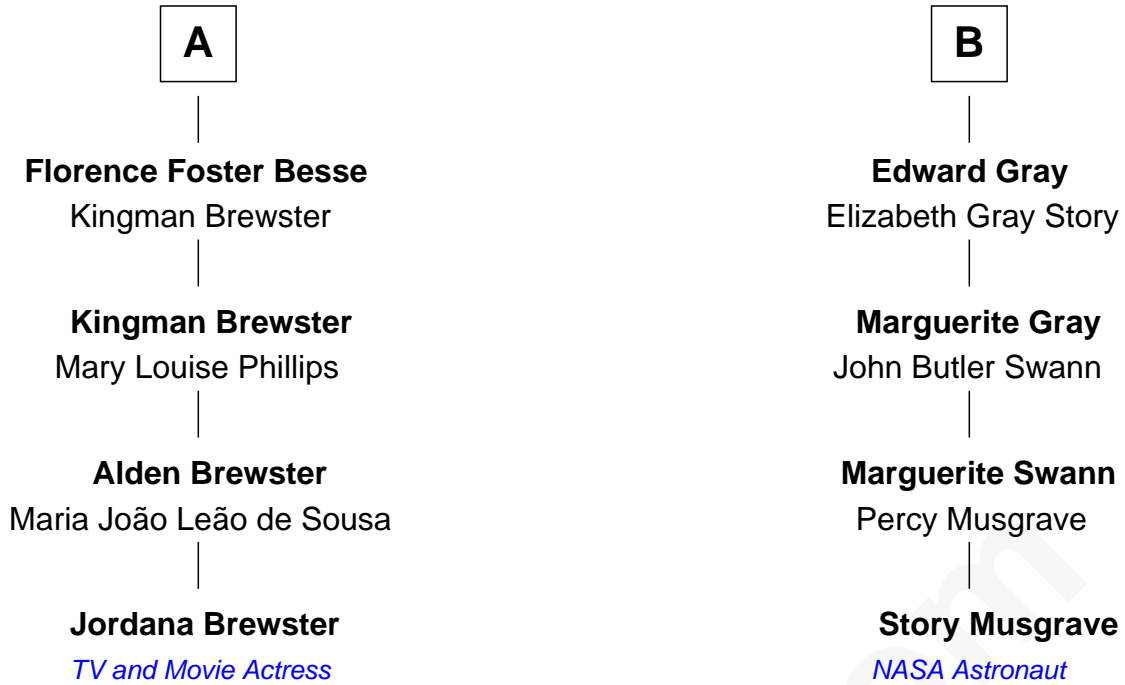 A
Florence Foster Besse
Kingman Brewster
Kingman Brewster
Mary Louise Phillips
Alden Brewster
Maria João Leão de Sousa
Jordana Brewster
TV and Movie Actress
B
Edward Gray
Elizabeth Gray Story
Marguerite Gray
John Butler Swann
Marguerite Swann
Percy Musgrave
Story Musgrave
NASA Astronaut